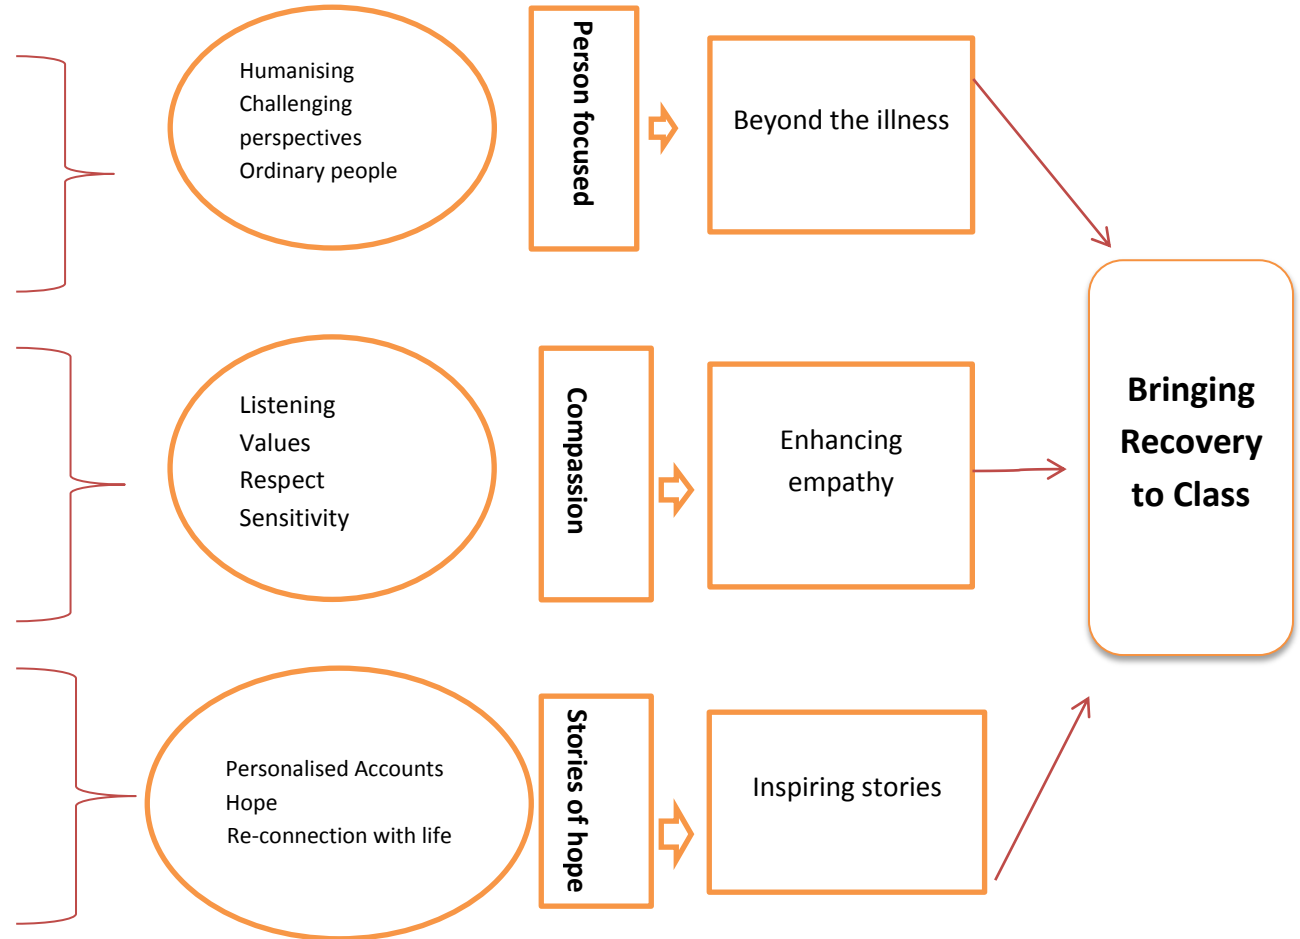 Humanising
Challenging
perspectives
Ordinary people
Person focused
Beyond the illness
Listening
Values
Respect
Sensitivity
Compassion
Enhancing
empathy
Personalised Accounts
Hope
Re-connection with life
Stories of hope
Inspiring stories
Bringing
Recovery
to Class